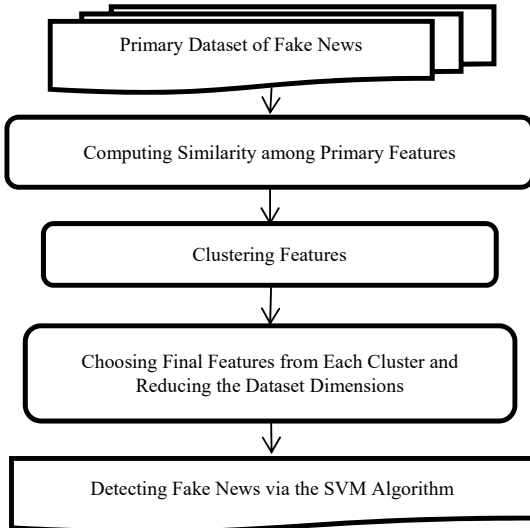 Primary Dataset of Fake News
Computing Similarity among Primary Features
Clustering Features
Choosing Final Features from Each Cluster and
Reducing the Dataset Dimensions
Detecting Fake News via the SVM Algorithm